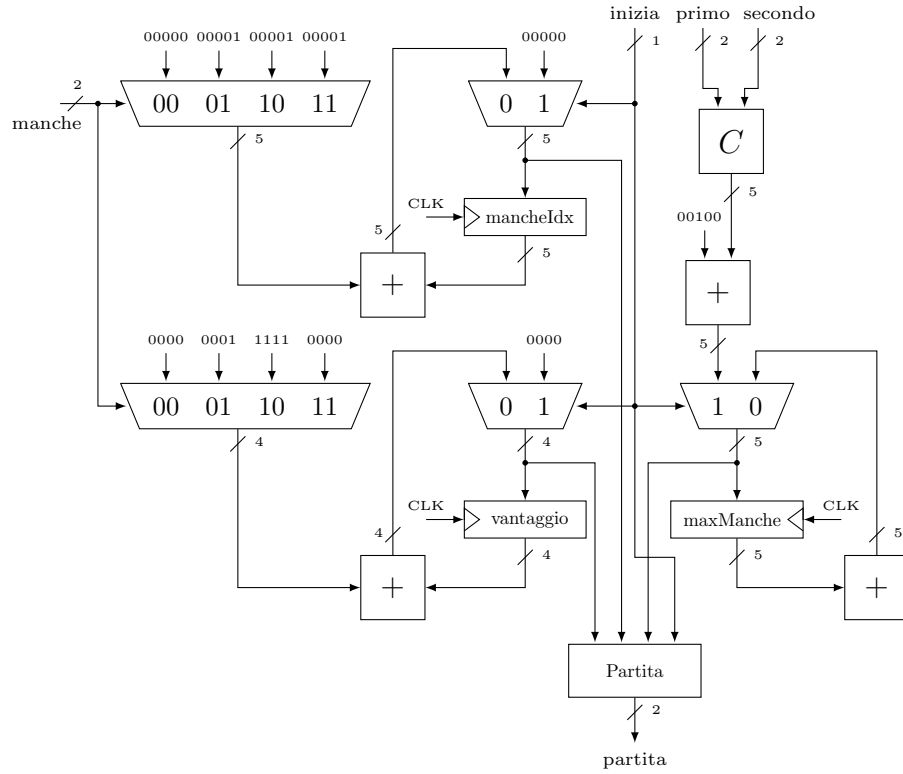 inizia primo secondo
00000 00001 00001 00001 00000
2 1 2 2
manche
00 01 10 11 0 1
C
5 5 5
CLK
mancheIdx
00100
5 5
+ +
0000 0001 1111 0000 0000
5 5
00 01 10 11 0 1 1 0
4 4 5
CLK CLK
vantaggio maxManche
4 4 5 5
+ +
Partita
2
partita